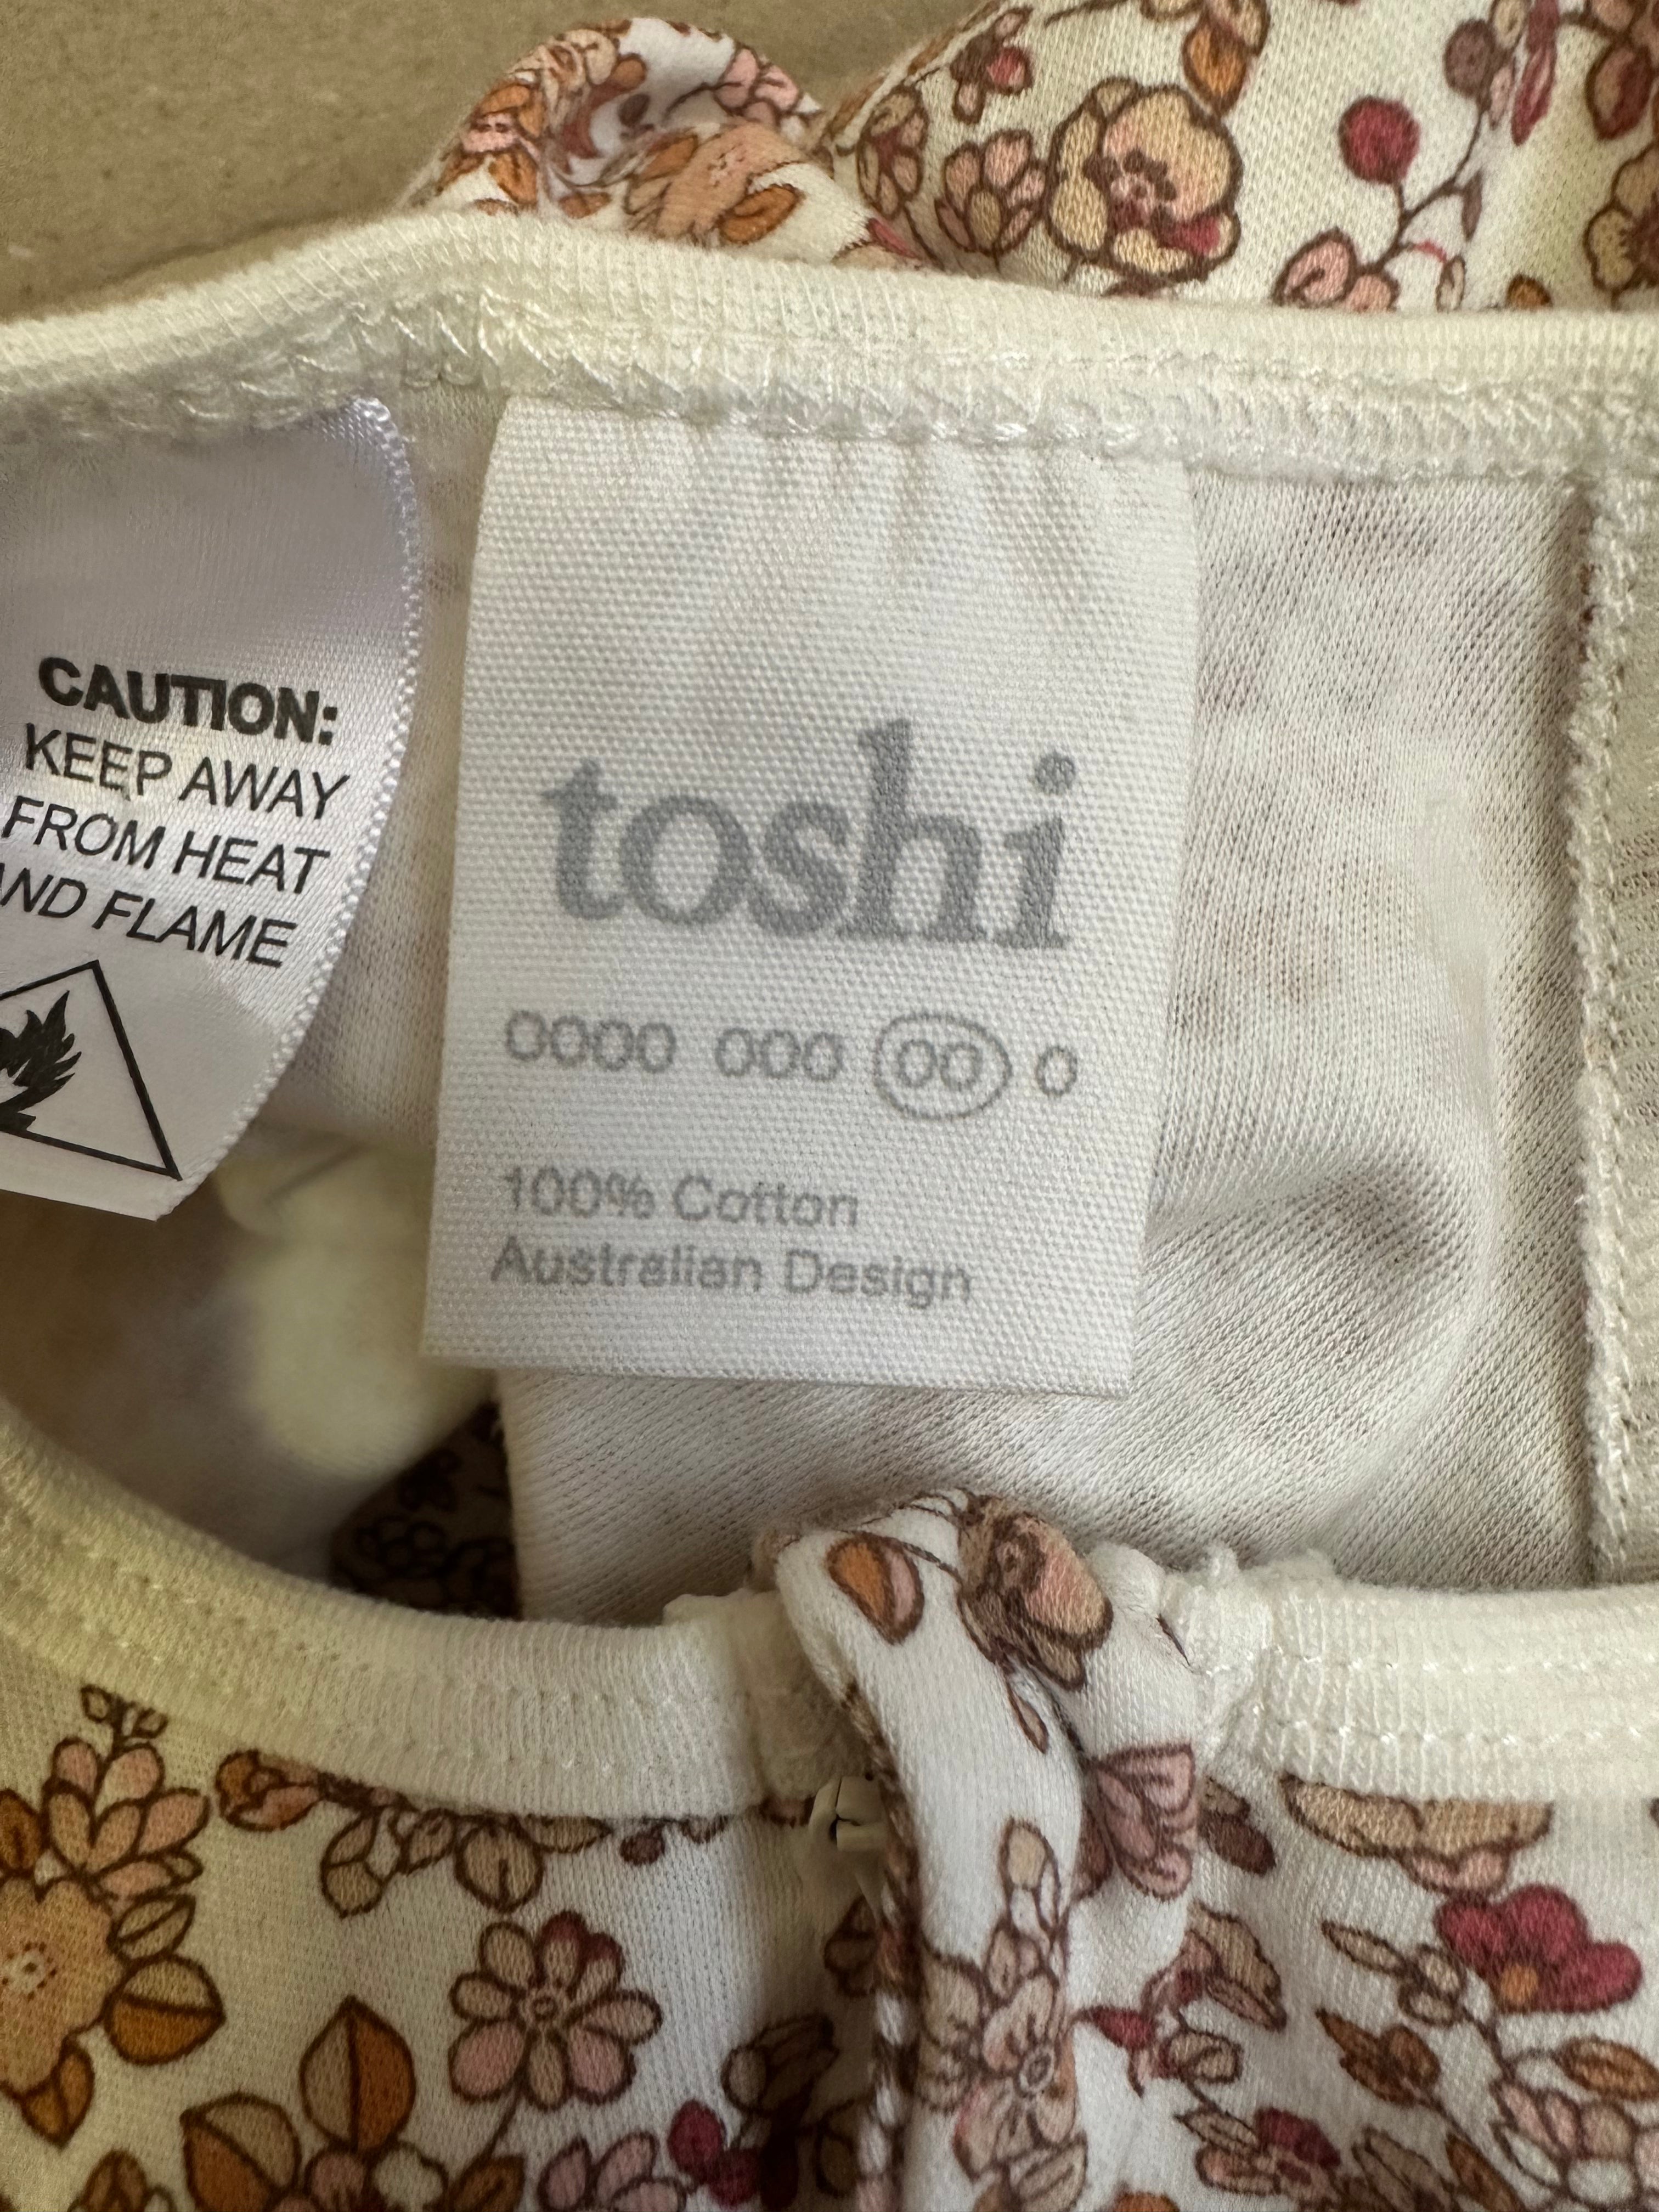 CAUTION:
KEEP AWAY
FROM HEAT
AND FLAME
toshi
0000 000 00 0
100% Cotton
Australian Design